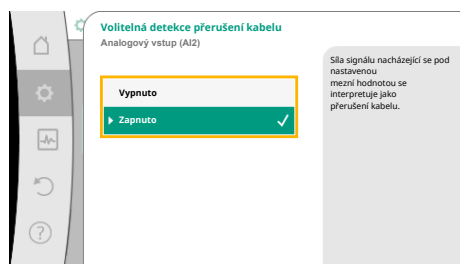 Volitelná detekce přerušení kabelu
Analogový vstup (AI2)
Vypnuto
Zapnuto
Síla signálu nacházející se pod
nastavenou
mezní hodnotou se
interpretuje jako
přerušení kabelu.